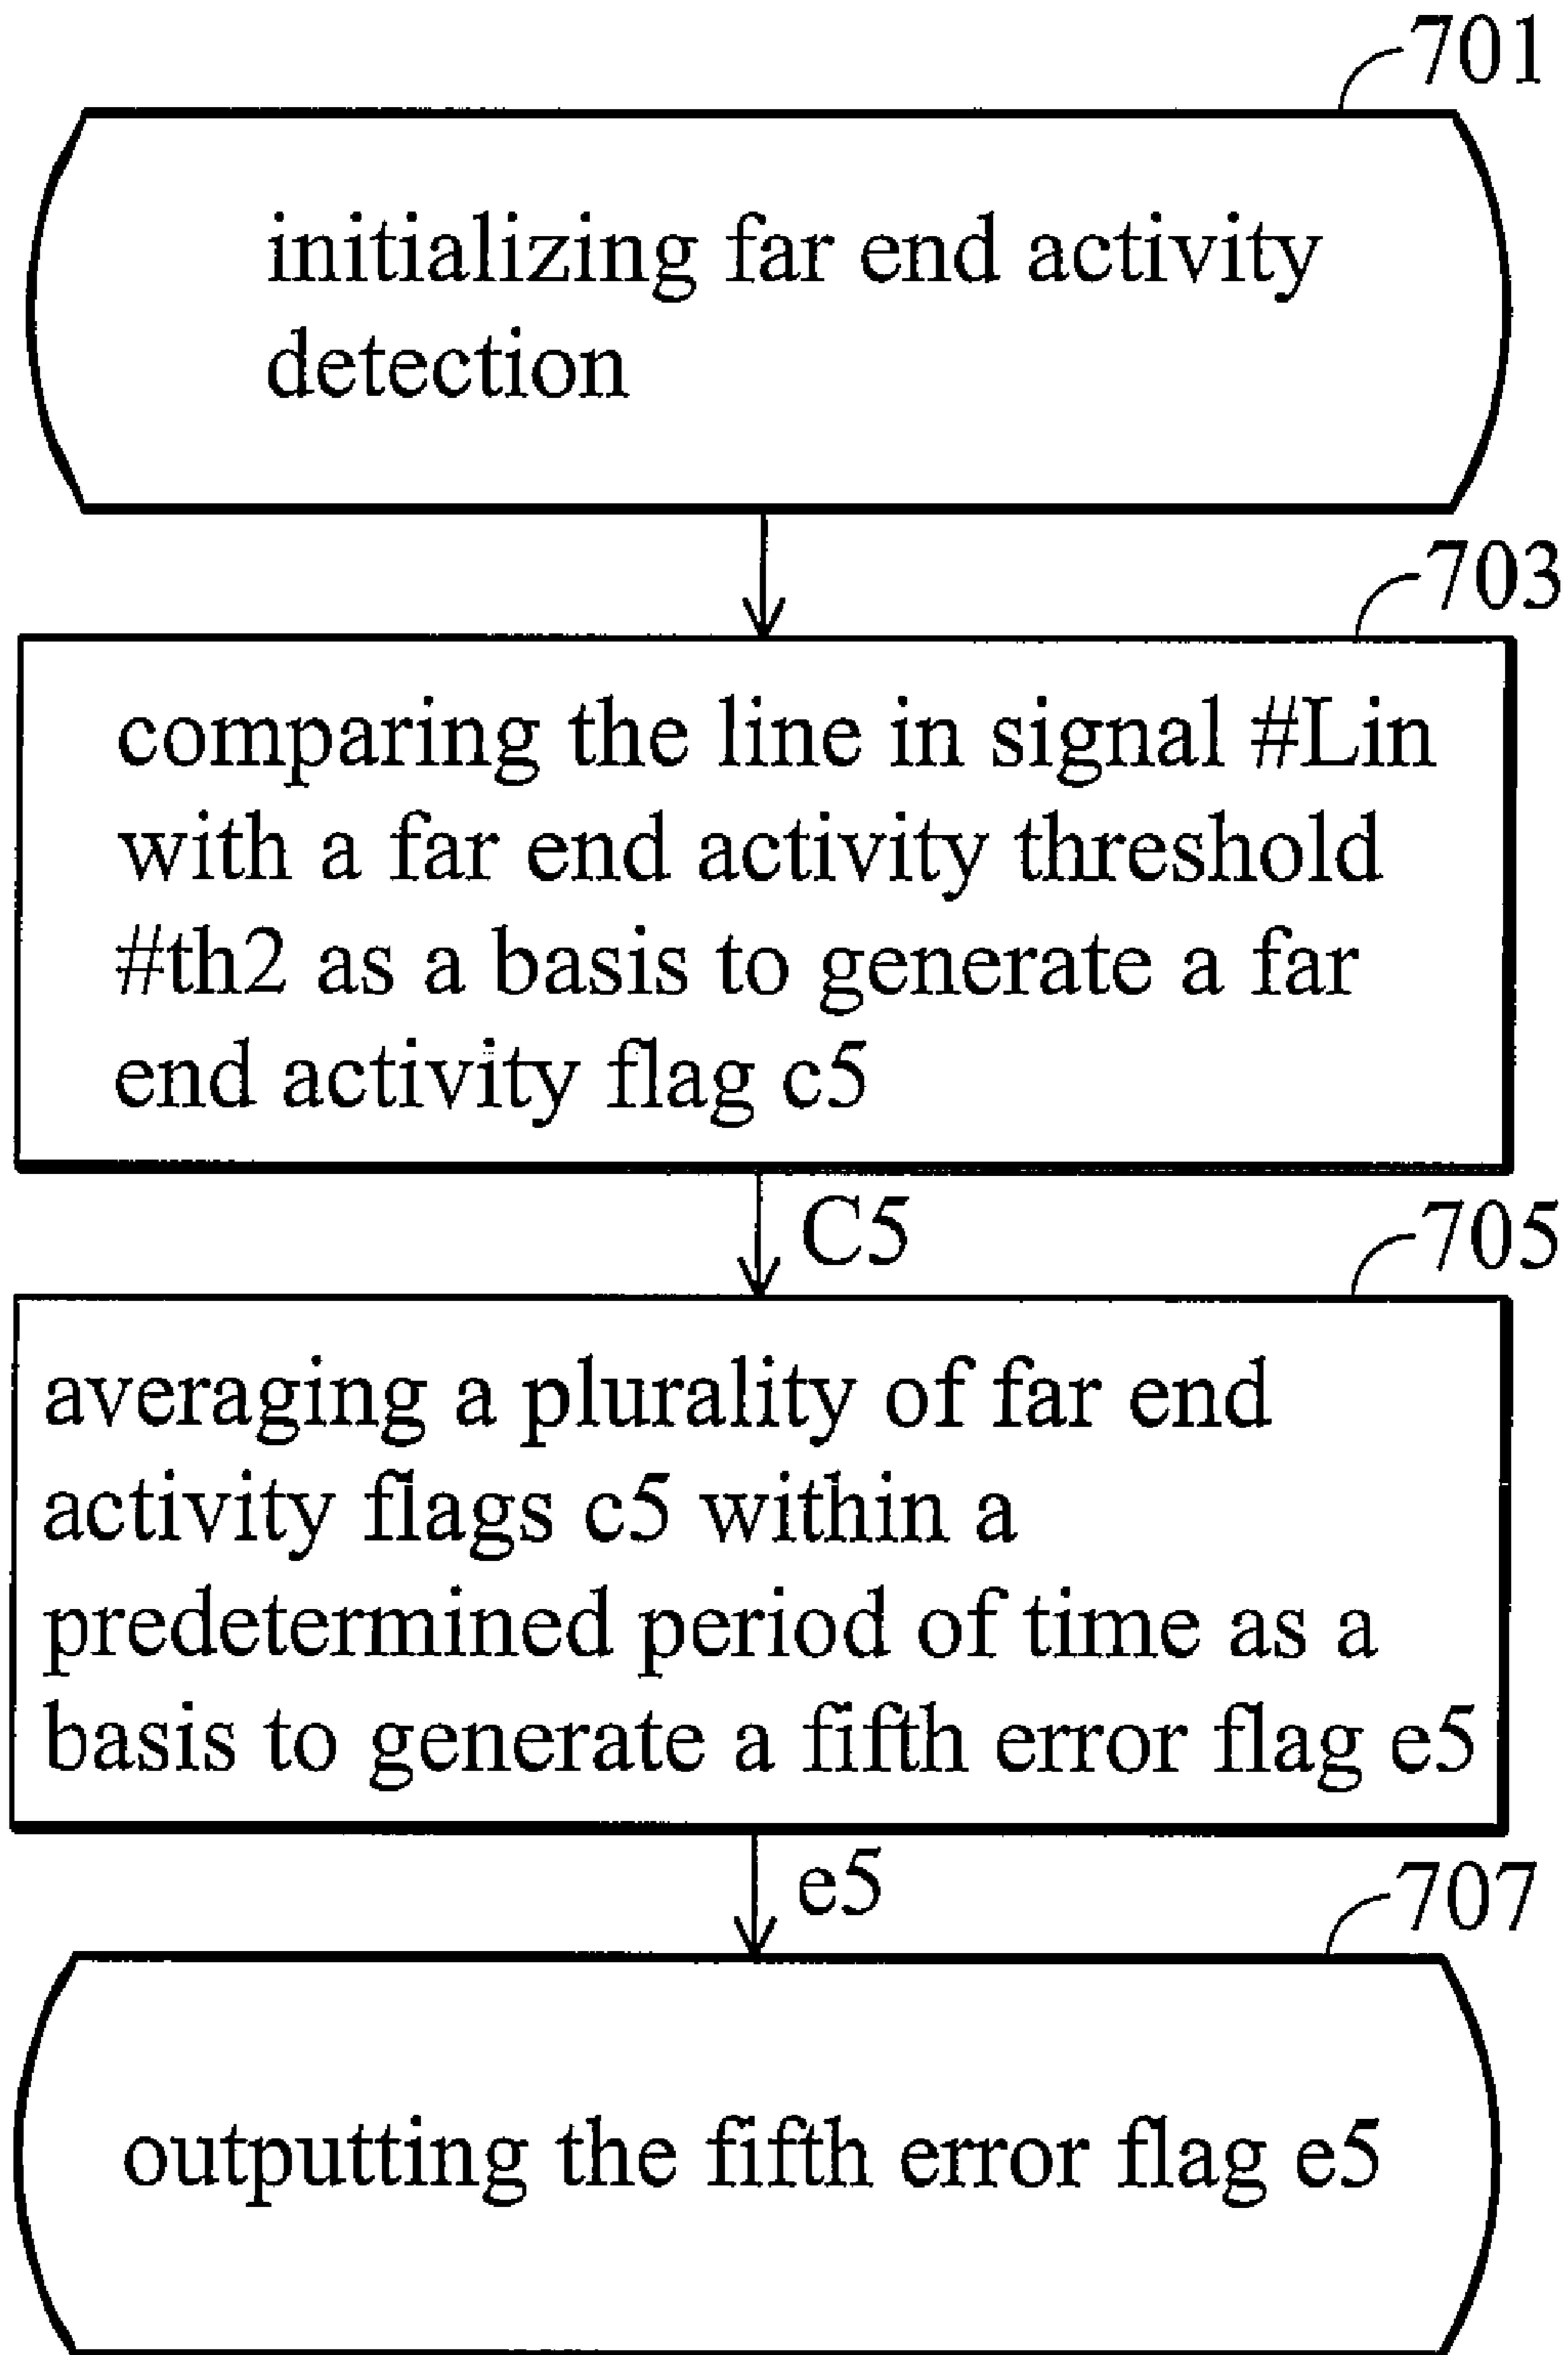 701
initializing far end activity
detection
703
comparing the line in signal #Lin
with a far end activity threshold
#th2 as a basis to generate a far
end activity flag c5
C5
705
averaging a plurality of far end
activity flags c5 within a
predetermined period of time as a
basis to generate a fifth error flag e5
e5
707
outputting the fifth error flag e5